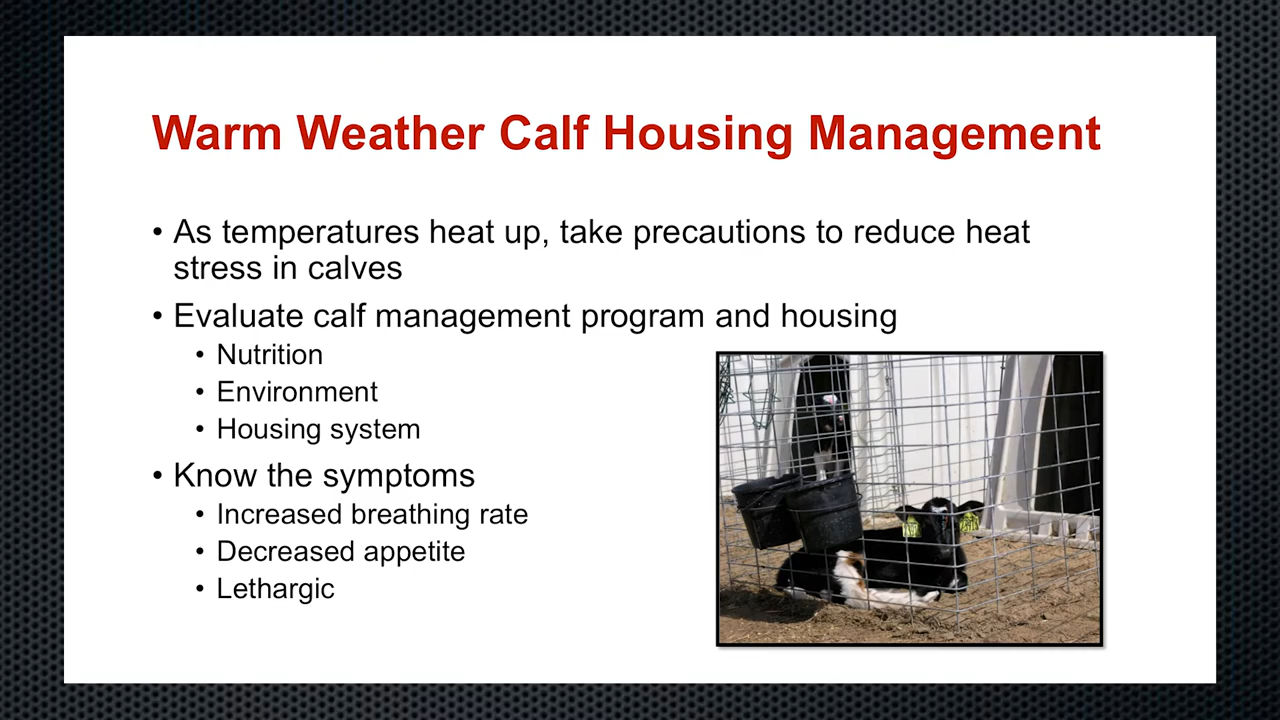 Warm Weather Calf Housing Management
• As temperatures heat up, take precautions to reduce heat
stress in calves
• Evaluate calf management program and housing
• Nutrition
• Environment
• Housing system
• Know the symptoms
• Increased breathing rate
• Decreased appetite
• Lethargic